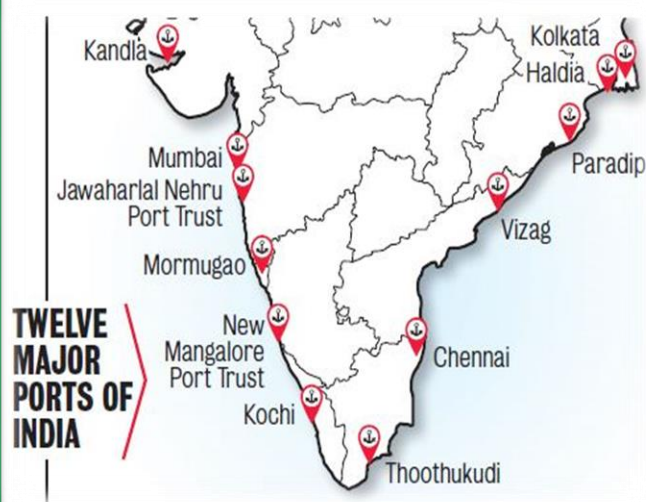 Kandla
Kolkata
Haldia
Mumbai
Paradip
Jawaharlal Nehru
Port Trust
Vizag
Mormugao
TWELVE
MAJOR
PORTS OF
INDIA
New
Mangalore
Port Trust
Chennai
Kochi
Thoothukudi